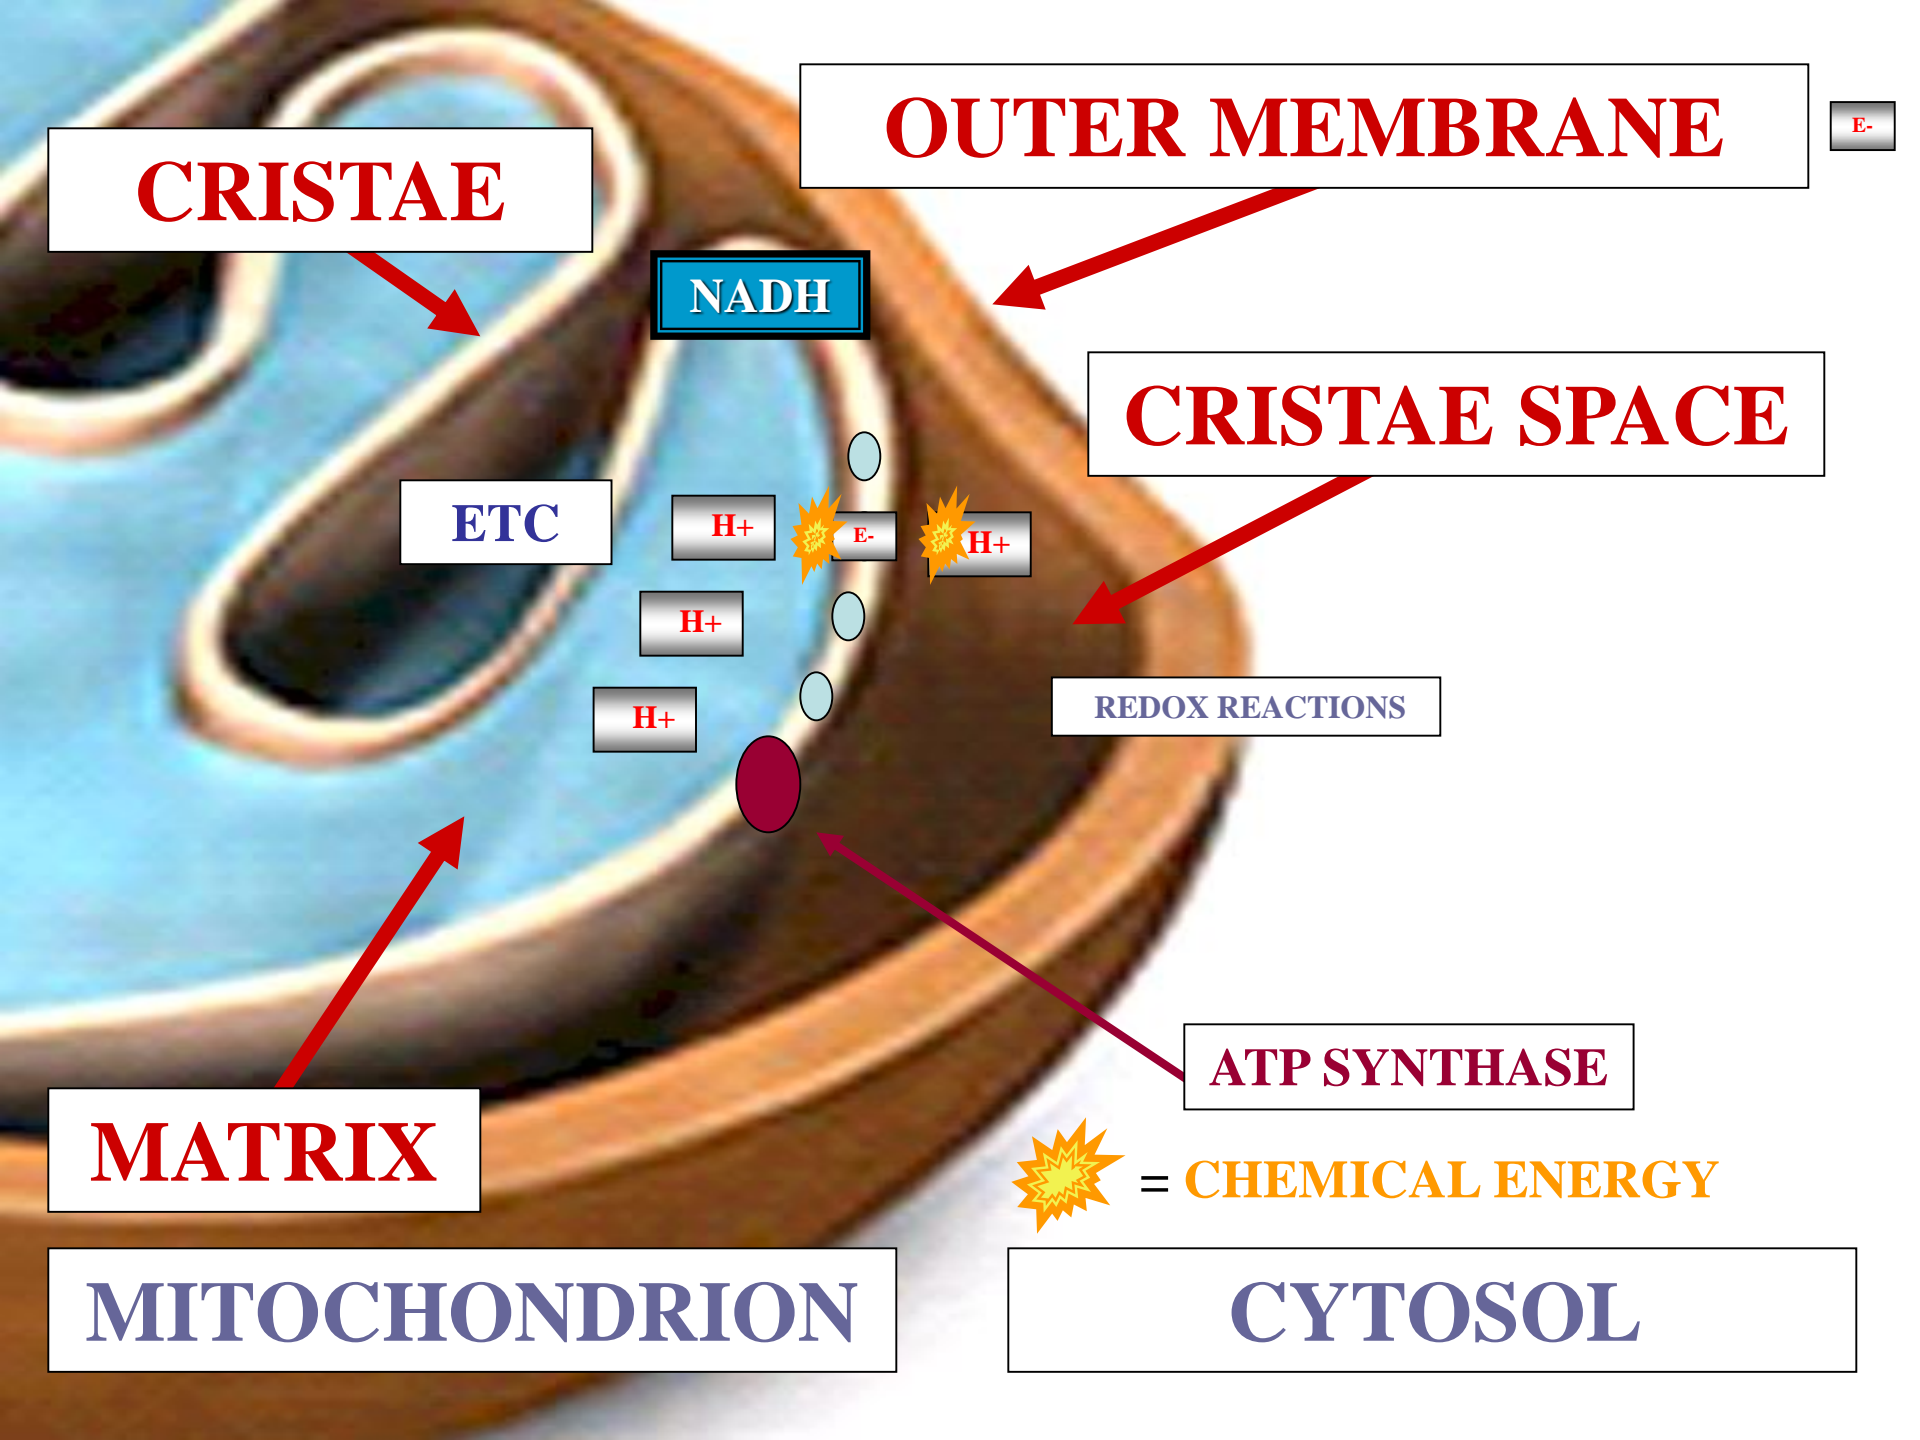 OUTER MEMBRANE
E-
CRISTAE
NADH
CRISTAE SPACE
ETC
H+
E-
H+
H+
H+
REDOX REACTIONS
ATP SYNTHASE
MATRIX
= CHEMICAL ENERGY
MITOCHONDRION
CYTOSOL